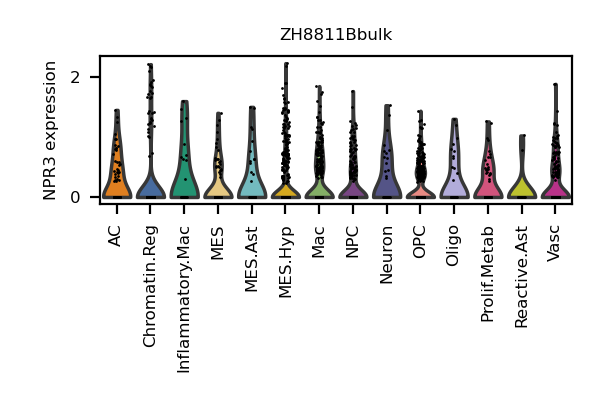 ZH8811Bbulk
NPR3 expression
2
0
AC
Chromatin.Reg
Inflammatory.Mac
MES
MES.Ast
MES.Hyp
Mac
NPC
Neuron
OPC
Oligo
Prolif.Metab
Reactive.Ast
Vasc